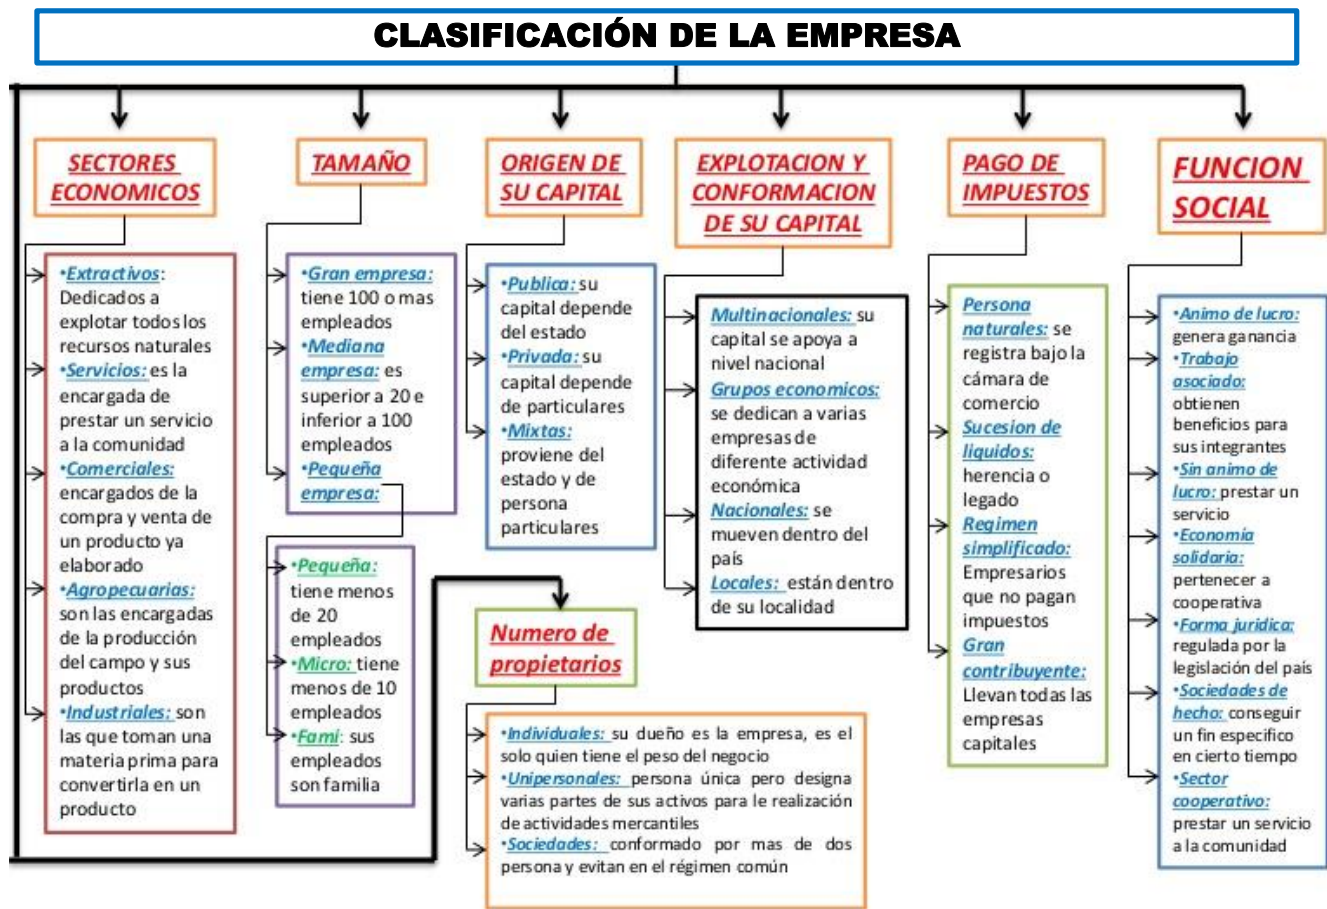 CLASIFICACIÓN DE LA EMPRESA
SECTORES
ECONOMICOS
•Extractivos:
Dedicados a
explotar todos los
recursos naturales
•Servicios: es la
encargada de
prestar un servicio
a la comunidad
•Comerciales:
encargados de la
compra y venta de
un producto ya
elaborado
•Agropecuarias:
son las encargadas
de la producción
del campo y sus
productos
•Industriales: son
las que toman una
materia prima para
convertirla en un
producto
TAMAÑO
•Gran empresa:
tiene 100 o mas
empleados
•Mediana
empresa: es
superior a 20 e
inferior a 100
empleados
•Pequeña
empresa:
•Pequeña:
tiene menos
de 20
empleados
•Micro: tiene
menos de 10
empleados
•Fami: sus
empleados
son familia
ORIGEN DE
SU CAPITAL
•Publica: su
capital depende
del estado
•Privada: su
capital depende
de particulares
•Mixtas:
proviene del
estado y de
persona
particulares
Numero de
propietarios
•Individuales: su dueño es la empresa, es el
solo quien tiene el peso del negocio
•Unipersonales: persona única pero designa
varias partes de sus activos para le realización
de actividades mercantiles
•Sociedades: conformado por mas de dos
persona y evitan en el régimen común
EXPLOTACION Y
CONFORMACION
DE SU CAPITAL
Multinacionales: su
capital se apoya a
nivel nacional
Grupos economicos:
se dedican a varias
empresas de
diferente actividad
económica
Nacionales: se
mueven dentro del
país
Locales: están dentro
de su localidad
PAGO DE
IMPUESTOS
Persona
naturales: se
registra bajo la
cámara de
comercio
Sucesion de
liquidos:
herencia o
legado
Regimen
simplificado:
Empresarios
que no pagan
impuestos
Gran
contribuyente:
Llevan todas las
empresas
capitales
FUNCION
SOCIAL
•Animo de lucro:
genera ganancia
•Trabajo
asociado:
obtienen
beneficios para
sus integrantes
•Sin animo de
lucro: prestar un
servicio
•Economía
solidaria:
pertenecer a
cooperativa
•Forma juridica:
regulada por la
legislación del país
•Sociedades de
hecho: conseguir
un fin especifico
en cierto tiempo
•Sector
cooperativo:
prestar un servicio
a la comunidad